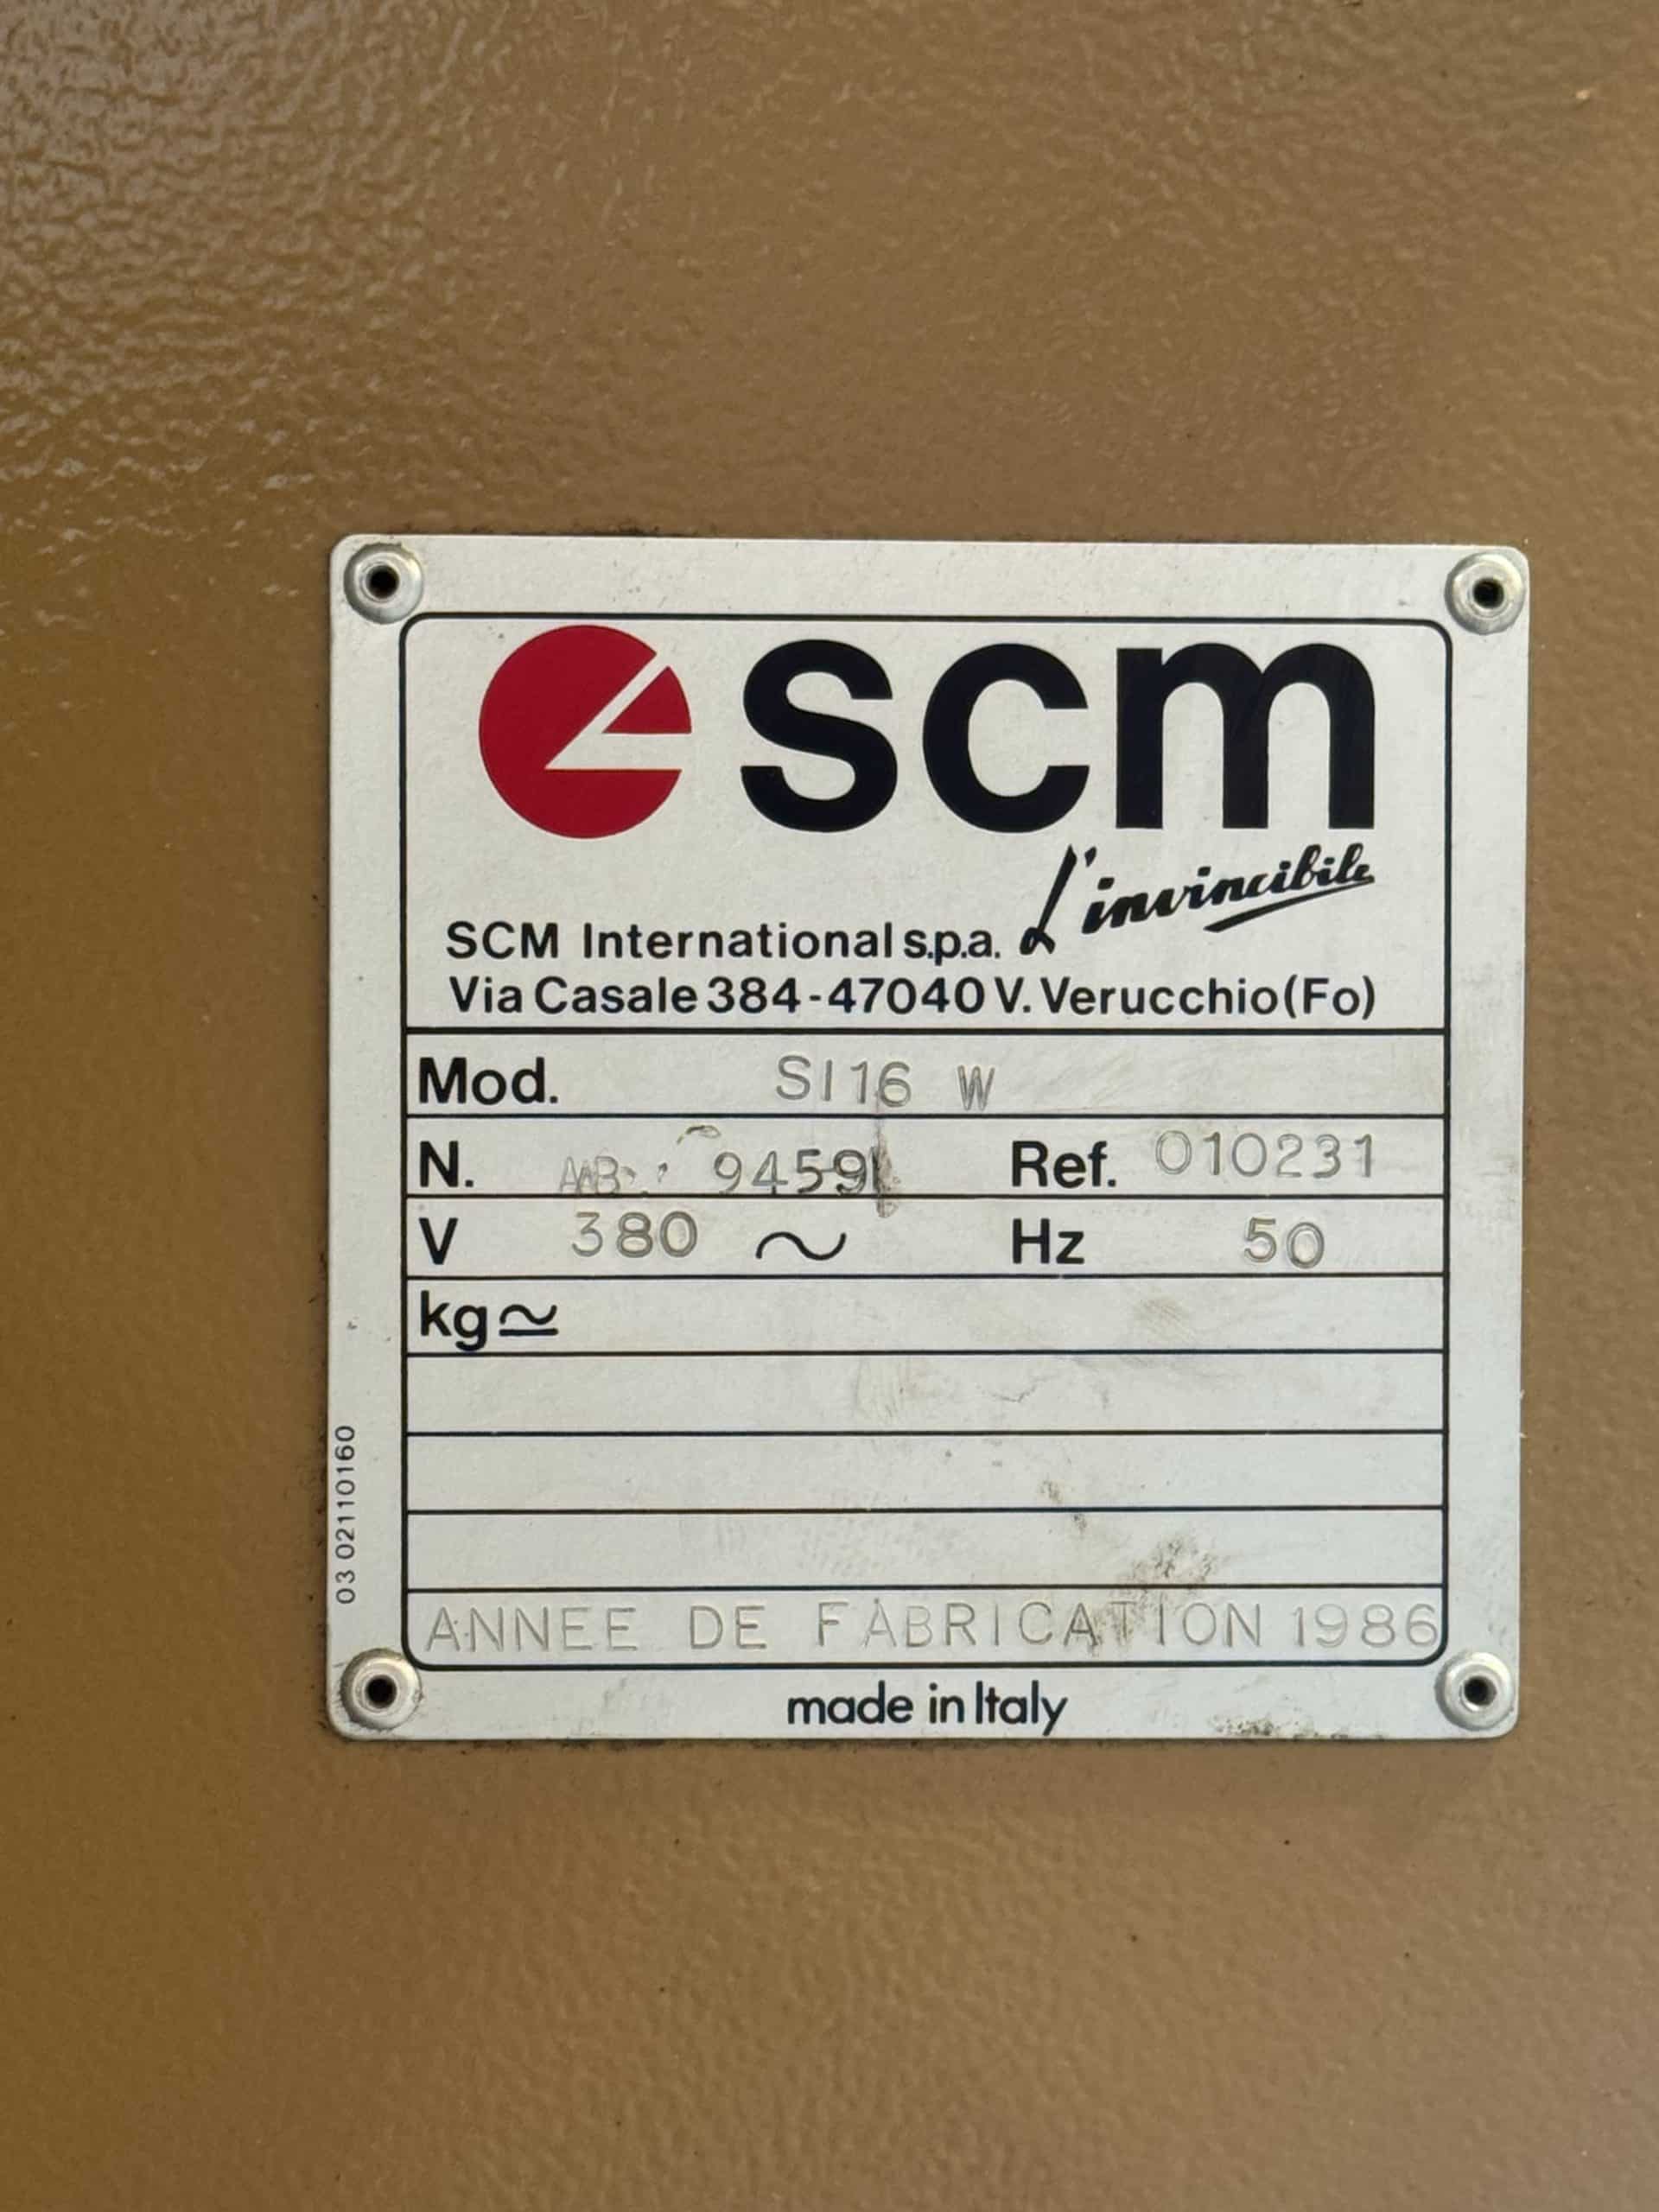 scm
L'invincibile
SCM International s.p.a.
Via Casale 384-47040 V. Verucchio (Fo)
Mod. SI16 W
N. 9459 Ref. 010231
V 380 ~ Hz 50
kg≃
ANNEE DE FABRICATION 1986
made in Italy
03 02110160